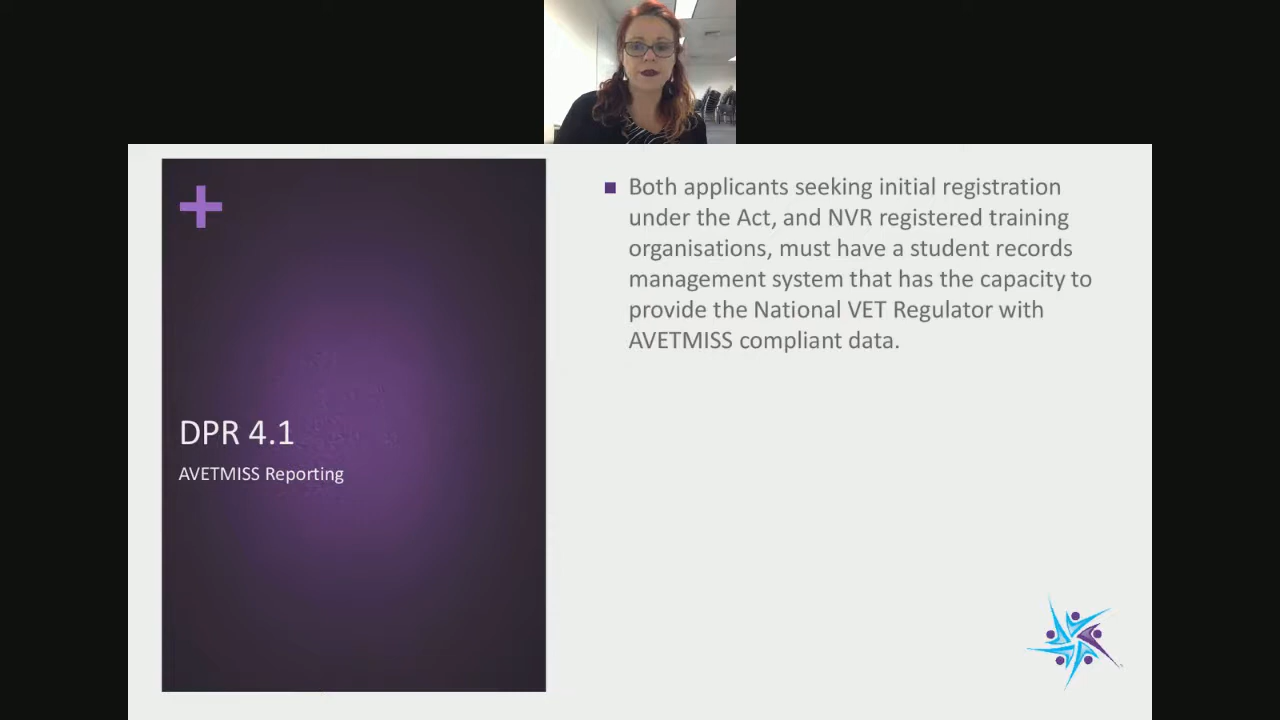 DPR 4.1
AVETMISS Reporting
Both applicants seeking initial registration
under the Act, and NVR registered training
organisations, must have a student records
management system that has the capacity to
provide the National VET Regulator with
AVETMISS compliant data.